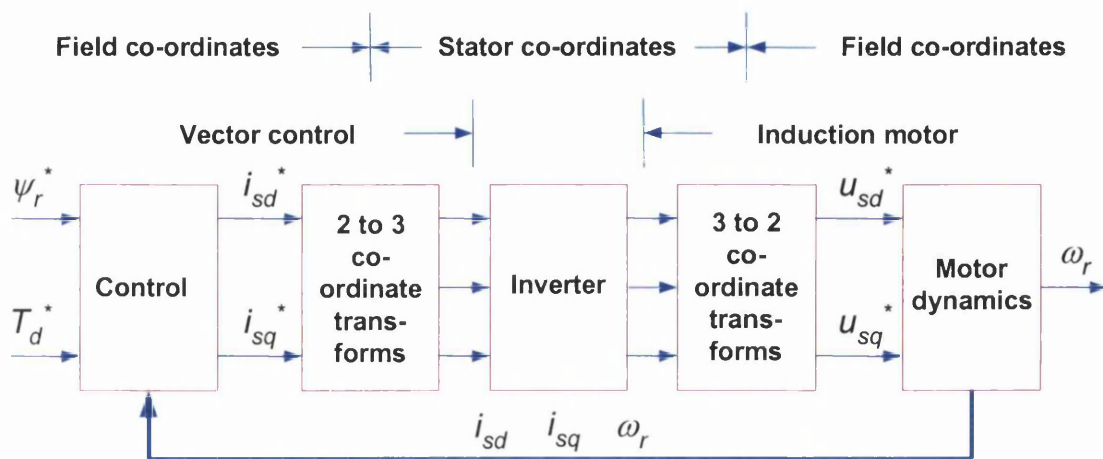 Field co-ordinates
Stator co-ordinates
Field co-ordinates
Vector control
Induction motor
ψr*
isd*
usd*
Td*
isq*
usq*
ωr
Control
2 to 3
co-
ordinate
trans-
forms
Inverter
3 to 2
co-
ordinate
trans-
forms
Motor
dynamics
isd isq ωr